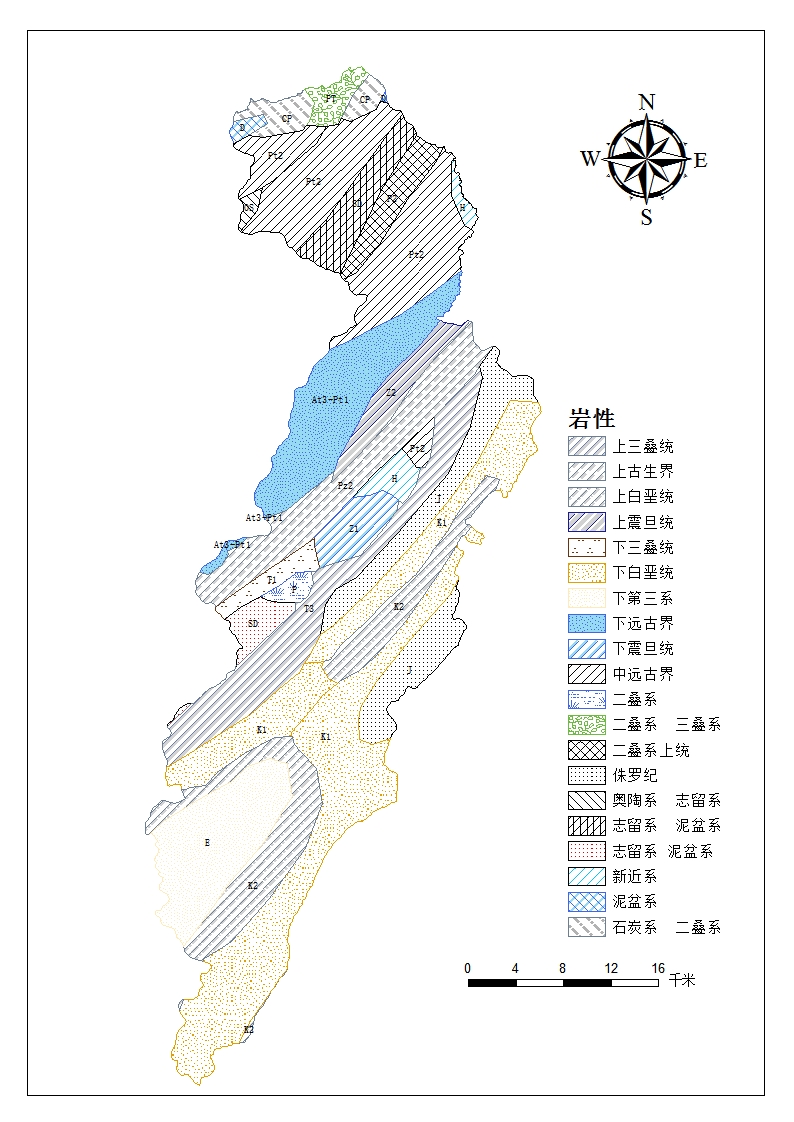 N
W E
S
PT
CP
CP
D
Pt2
Pt2
OS
SD
P2
H
Pt2
At3-Pt1
Z2
Pt2
Pz2
H
J
At3-Pt1
K1
Z1
At3-Pt1
T1
P
T3
K2
SD
J
K1
K1
E
K2
K2
岩性
上三叠统
上古生界
上白垩统
上震旦统
下三叠统
下白垩统
下第三系
下远古界
下震旦统
中远古界
二叠系
二叠系 三叠系
二叠系上统
侏罗纪
奥陶系 志留系
志留系 泥盆系
志留系 泥盆系
新近系
泥盆系
石炭系 二叠系
0 4 8 12 16
千米